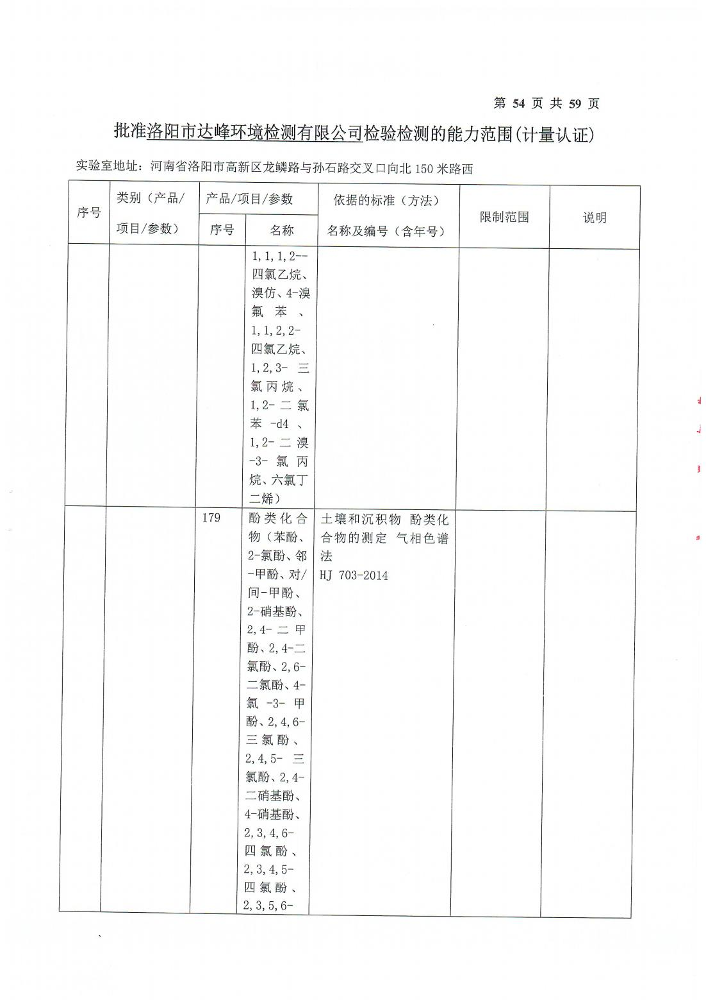 第 54 页 共 59 页
批准洛阳市达峰环境检测有限公司检验检测的能力范围(计量认证)
实验室地址：河南省洛阳市高新区龙鳞路与孙石路交叉口向北 150 米路西
序号
类别（产品/
项目/参数）
产品/项目/参数
序号
名称
依据的标准（方法）
名称及编号（含年号）
限制范围
说明
1,1,1,2--
四氯乙烷、
溴仿、4-溴
氟 苯 、
1,1,2,2-
四氯乙烷、
1,2,3- 三
氯丙烷、
1,2-二氯
苯-d4 、
1,2-二溴
-3-氯丙
烷、六氯丁
二烯）
179
酚类化合
物（苯酚、
2-氯酚、邻
-甲酚、对/
间-甲酚、
2-硝基酚、
2,4-二甲
酚、2,4-二
氯酚、2,6-
二氯酚、4-
氯-3-甲
酚、2,4,6-
三氯酚、
2,4,5- 三
氯酚、2,4-
二硝基酚、
4-硝基酚、
2,3,4,6-
四氯酚、
2,3,4,5-
四氯酚、
2,3,5,6-
土壤和沉积物 酚类化
合物的测定 气相色谱
法
HJ 703-2014